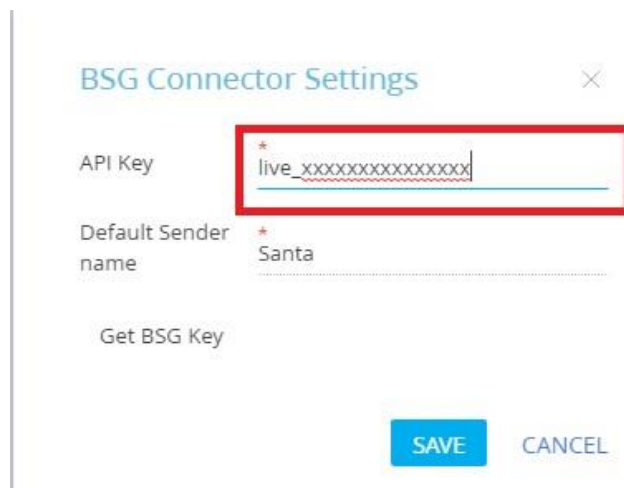 BSG Connector Settings
API Key
*
live_xxxxxxxxxxxxxxx
Default Sender
name
*
Santa
Get BSG Key
SAVE CANCEL